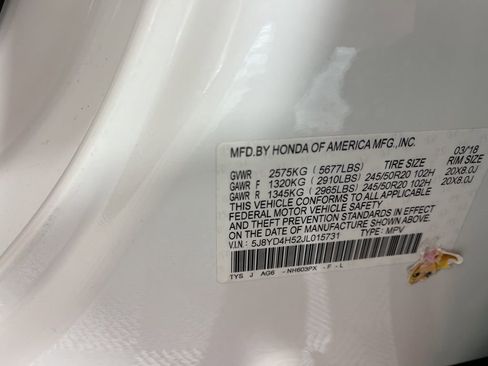 MFD.BY HONDA OF AMERICA MFG.,INC. 03/18
GVWR 2575KG (5677LBS) TIRE SIZE RIM SIZE
GAWR F 1320KG (2910LBS) 245/50R20 102H 20X8.0J
GAWR R 1345KG (2965LBS) 245/50R20 102H 20X8.0J
THIS VEHICLE CONFORMS TO ALL APPLICABLE
FEDERAL MOTOR VEHICLE SAFETY
AND THEFT PREVENTION STANDARDS IN EFFECT
ON THE DATE OF MANUFACTURE SHOWN ABOVE.
V.I.N.: 5J8YD4H52JL015731 TYPE: MPV
TYS J AG6 - NH603PX - F - L